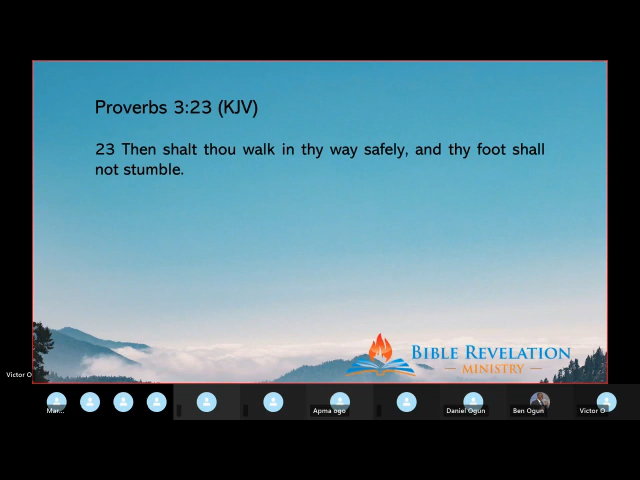 Proverbs 3:23 (KJV)
23 Then shalt thou walk in thy way safely, and thy foot shall
not stumble.
BIBLE REVELATION
MINISTRY
Victor O
Mar...
Apma ogo
Daniel Ogun
Ben Ogun
Victor O